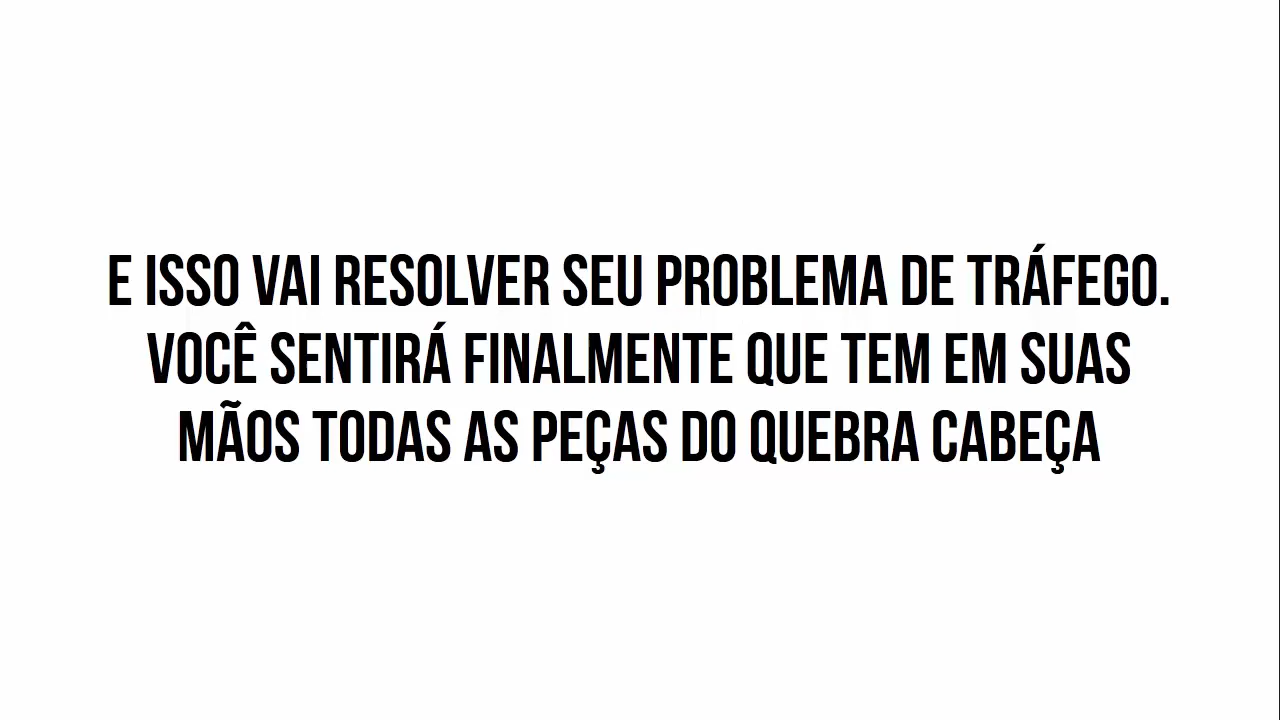 E ISSO VAI RESOLVER SEU PROBLEMA DE TRÁFEGO.
VOCÊ SENTIRÁ FINALMENTE QUE TEM EM SUAS
MÃOS TODAS AS PEÇAS DO QUEBRA CABEÇA